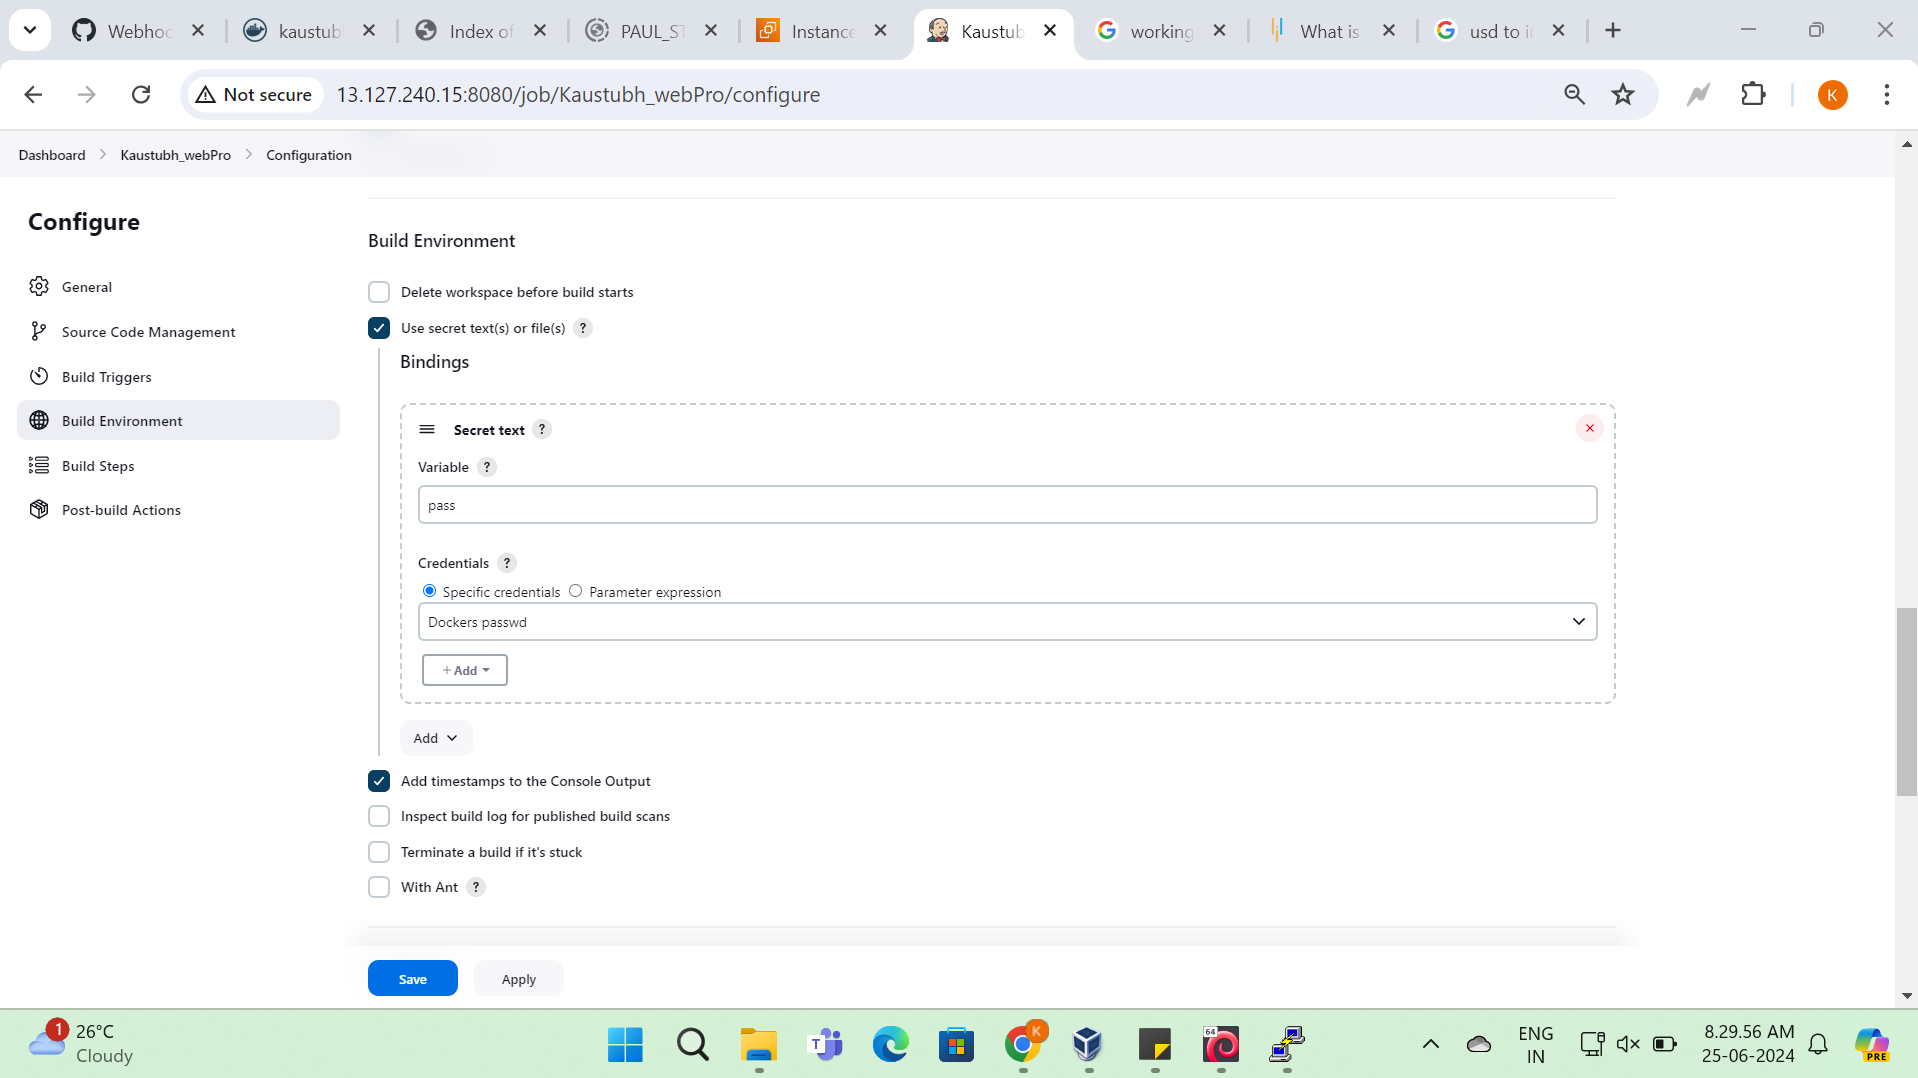 Webhoo
kaustubl
Index of
PAUL_ST
Instance
Kaustub
working
What is
usd to i
Not secure
13.127.240.15:8080/job/Kaustubh_webPro/configure
K
Dashboard
Kaustubh_webPro
Configuration
Configure
General
Source Code Management
Build Triggers
Build Environment
Build Steps
Post-build Actions
Build Environment
Delete workspace before build starts
Use secret text(s) or file(s) ?
Bindings
Secret text ?
Variable ?
pass
Credentials ?
Specific credentials Parameter expression
Dockers passwd
+ Add
Add
Add timestamps to the Console Output
Inspect build log for published build scans
Terminate a build if it's stuck
With Ant ?
Save
Apply
1
26°C
Cloudy
T
K
64
ENG
IN
8.29.56 AM
25-06-2024
PRE